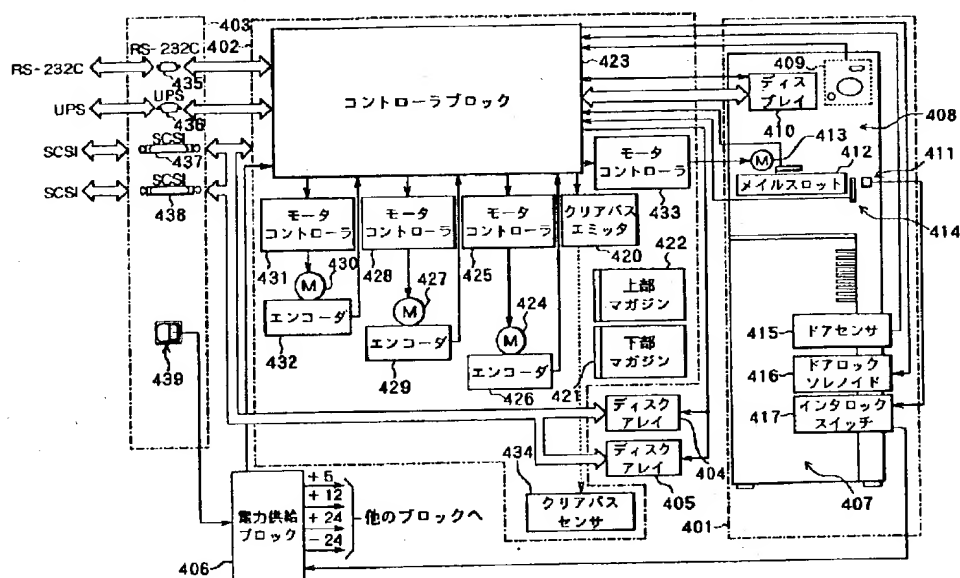 403
402
RS-232C
RS-232C
435
UPS
UPS
436
SCSI
SCSI
437
SCSI
SCSI
438
コントローラブロック
423
409
ディス
プレイ
410
408
413
M
412
411
メイルスロット
414
モータ
コントローラ
433
モータ
コントローラ
431
モータ
コントローラ
428
モータ
コントローラ
425
クリアパス
エミッタ
420
422
430
M
427
M
424
M
エンコーダ
432
エンコーダ
429
エンコーダ
426
上部
マガジン
下部
マガジン
421
415
ドアセンサ
416
ドアロック
ソレノイド
417
インタロック
スイッチ
439
ディスク
アレイ
404
ディスク
アレイ
405
434
クリアパス
センサ
401
407
電力供給
ブロック
406
+5
+12
+24
-24
他のブロックへ